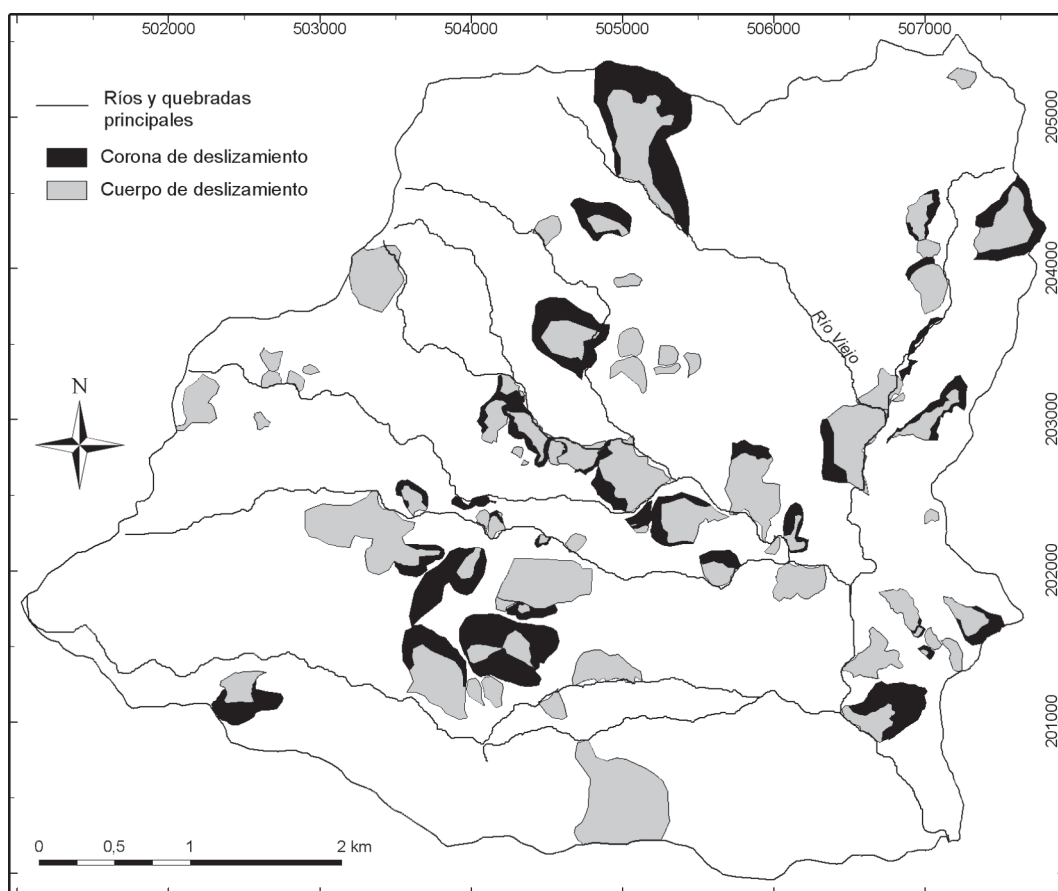 502000 503000 504000 505000 506000 507000
Ríos y quebradas
principales
Corona de deslizamiento
Cuerpo de deslizamiento
205000
204000
Río Viejo
N
203000
202000
201000
0 0,5 1 2 km